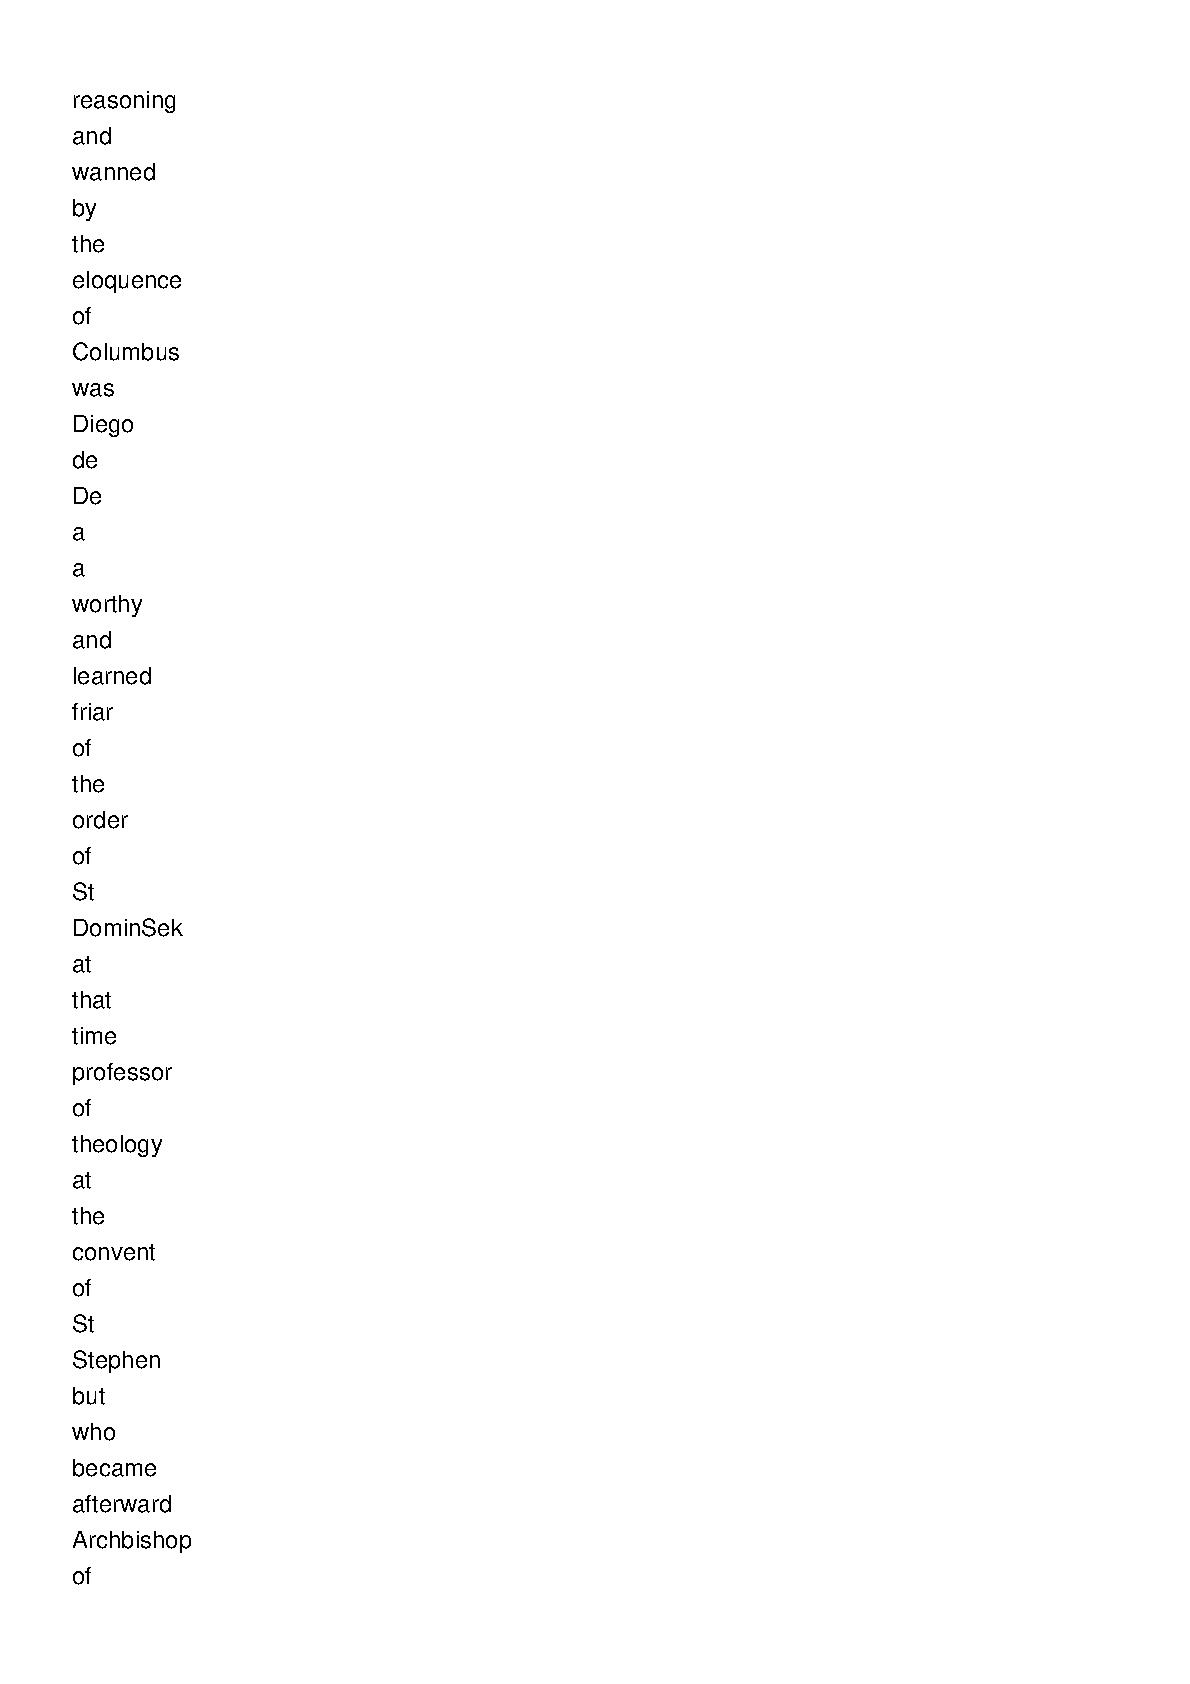 reasoning
and
wanned
by
the
eloquence
of
Columbus
was
Diego
de
De
a
a
worthy
and
learned
friar
of
the
order
of
St
DominSek
at
that
time
professor
of
theology
at
the
convent
of
St
Stephen
but
who
became
afterward
Archbishop
of